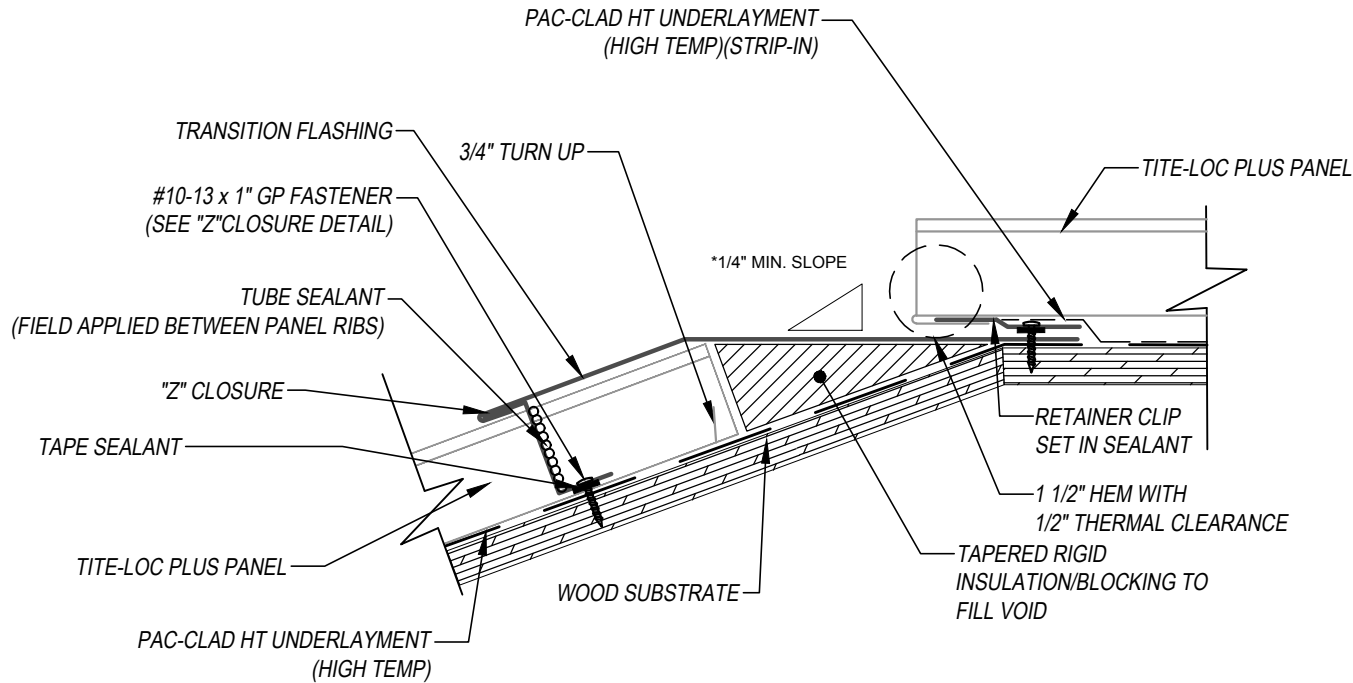 PAC-CLAD HT UNDERLAYMENT
(HIGH TEMP)(STRIP-IN)
TRANSITION FLASHING
3/4" TURN UP
TITE-LOC PLUS PANEL
#10-13 x 1" GP FASTENER
(SEE "Z"CLOSURE DETAIL)
*1/4" MIN. SLOPE
TUBE SEALANT
(FIELD APPLIED BETWEEN PANEL RIBS)
"Z" CLOSURE
TAPE SEALANT
RETAINER CLIP
SET IN SEALANT
1 1/2" HEM WITH
1/2" THERMAL CLEARANCE
TITE-LOC PLUS PANEL
WOOD SUBSTRATE
TAPERED RIGID
INSULATION/BLOCKING TO
FILL VOID
PAC-CLAD HT UNDERLAYMENT
(HIGH TEMP)